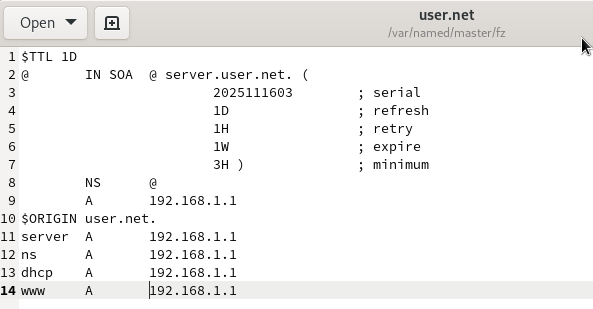 Open
user.net
/var/named/master/fz
1 $TTL 1D
2 @       IN SOA  @ server.user.net. (
3                         2025111603        ; serial
4                         1D                ; refresh
5                         1H                ; retry
6                         1W                ; expire
7                         3H )              ; minimum
8         NS      @
9         A       192.168.1.1
10 $ORIGIN user.net.
11 server  A       192.168.1.1
12 ns      A       192.168.1.1
13 dhcp    A       192.168.1.1
14 www     A       192.168.1.1